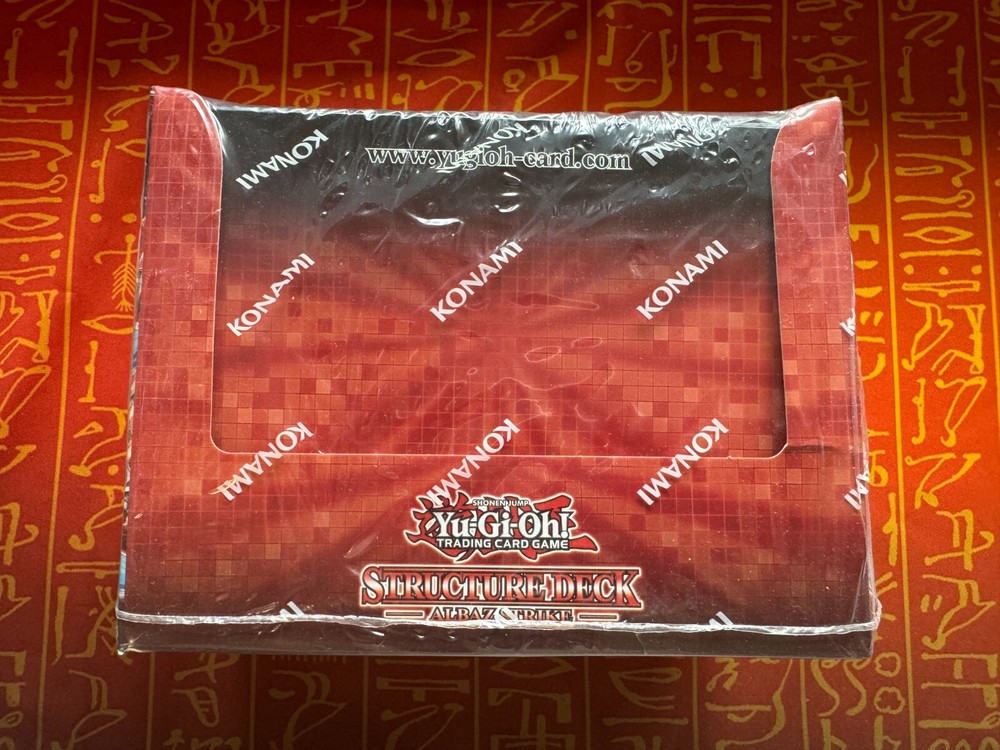 KONAMI
KONAMI
KONAMI
www.yugioh-card.com
KONAMI
KONAMI
KONAMI
KONAMI
KONAMI
KONAMI
SHONEN JUMP
Yu-Gi-Oh!
TRADING CARD GAME
STRUCTURE DECK
ALBAZ STRIKE